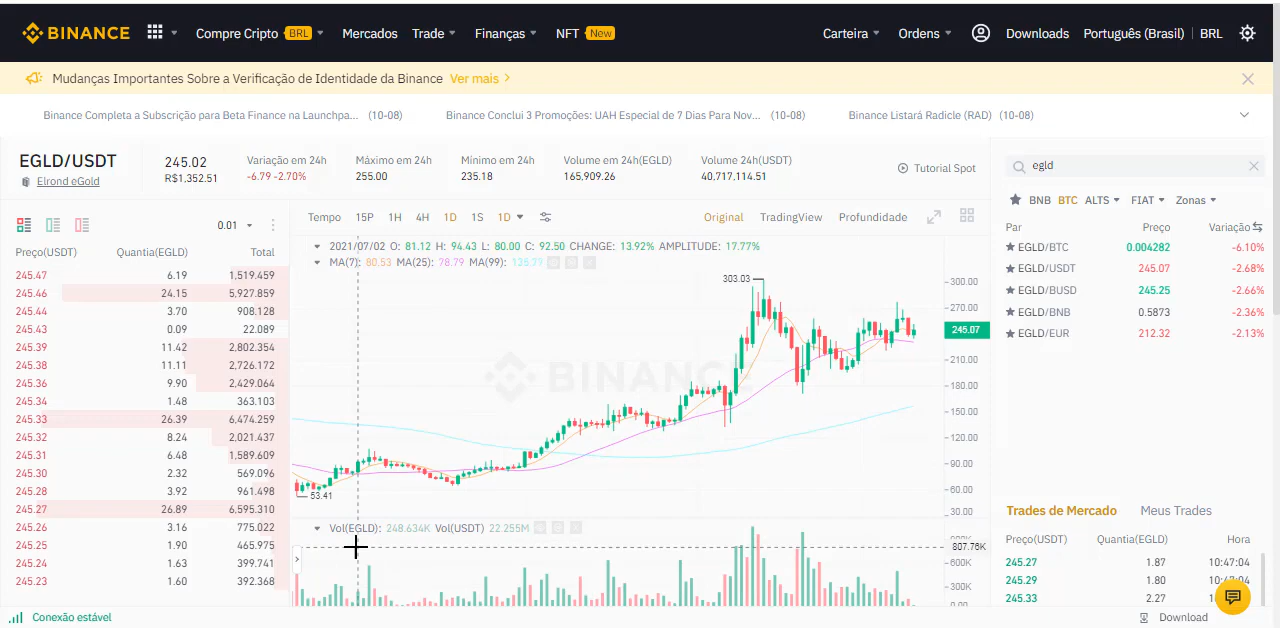 BINANCE Compre Cripto BRL Mercados Trade Finanças NFT New Carteira Ordens Downloads Português (Brasil) BRL
Mudanças Importantes Sobre a Verificação de Identidade da Binance Ver mais
Binance Completa a Subscrição para Beta Finance na Launchpa... (10-08) Binance Conclui 3 Promoções: UAH Especial de 7 Dias Para Nov... (10-08) Binance Listará Radicle (RAD) (10-08)
EGLD/USDT
Elrond eGold
245.02
R$1,352.51
Variação em 24h
-6.79 -2.70%
Máximo em 24h
255.00
Mínimo em 24h
235.18
Volume em 24h(EGLD)
165,909.26
Volume 24h(USDT)
40,717,114.51
Tutorial Spot
0.01
Preço(USDT) Quantia(EGLD) Total
245.47 6.19 1,519.459
245.46 24.15 5,927.859
245.44 3.70 908.128
245.43 0.09 22.089
245.39 11.42 2,802.354
245.38 11.11 2,726.172
245.36 9.90 2,429.064
245.34 1.48 363.103
245.33 26.39 6,474.259
245.32 8.24 2,021.437
245.31 6.48 1,589.609
245.30 2.32 569.096
245.28 3.92 961.498
245.27 26.89 6,595.310
245.26 3.16 775.022
245.25 1.90 465.975
245.24 1.63 399.741
245.23 1.60 392.368
Tempo 15P 1H 4H 1D 1S 1D Original TradingView Profundidade
2021/07/02 O: 81.12 H: 94.43 L: 80.00 C: 92.50 CHANGE: 13.92% AMPLITUDE: 17.77%
MA(7): 80.53 MA(25): 78.79 MA(99):
303.03
300.00
270.00
245.07
210.00
180.00
150.00
120.00
90.00
60.00
30.00
BINANCE
53.41
Vol(EGLD): 248.634K Vol(USDT) 22.255M
807.76K
600K
300K
0.00
egld
BNB BTC ALTS FIAT Zonas
Par Preço Variação
EGLD/BTC 0.004282 -6.10%
EGLD/USDT 245.07 -2.68%
EGLD/BUSD 245.25 -2.66%
EGLD/BNB 0.5873 -2.36%
EGLD/EUR 212.32 -2.13%
Trades de Mercado Meus Trades
Preço(USDT) Quantia(EGLD) Hora
245.27 1.87 10:47:04
245.29 1.80
245.33 2.27
Conexão estável
Download